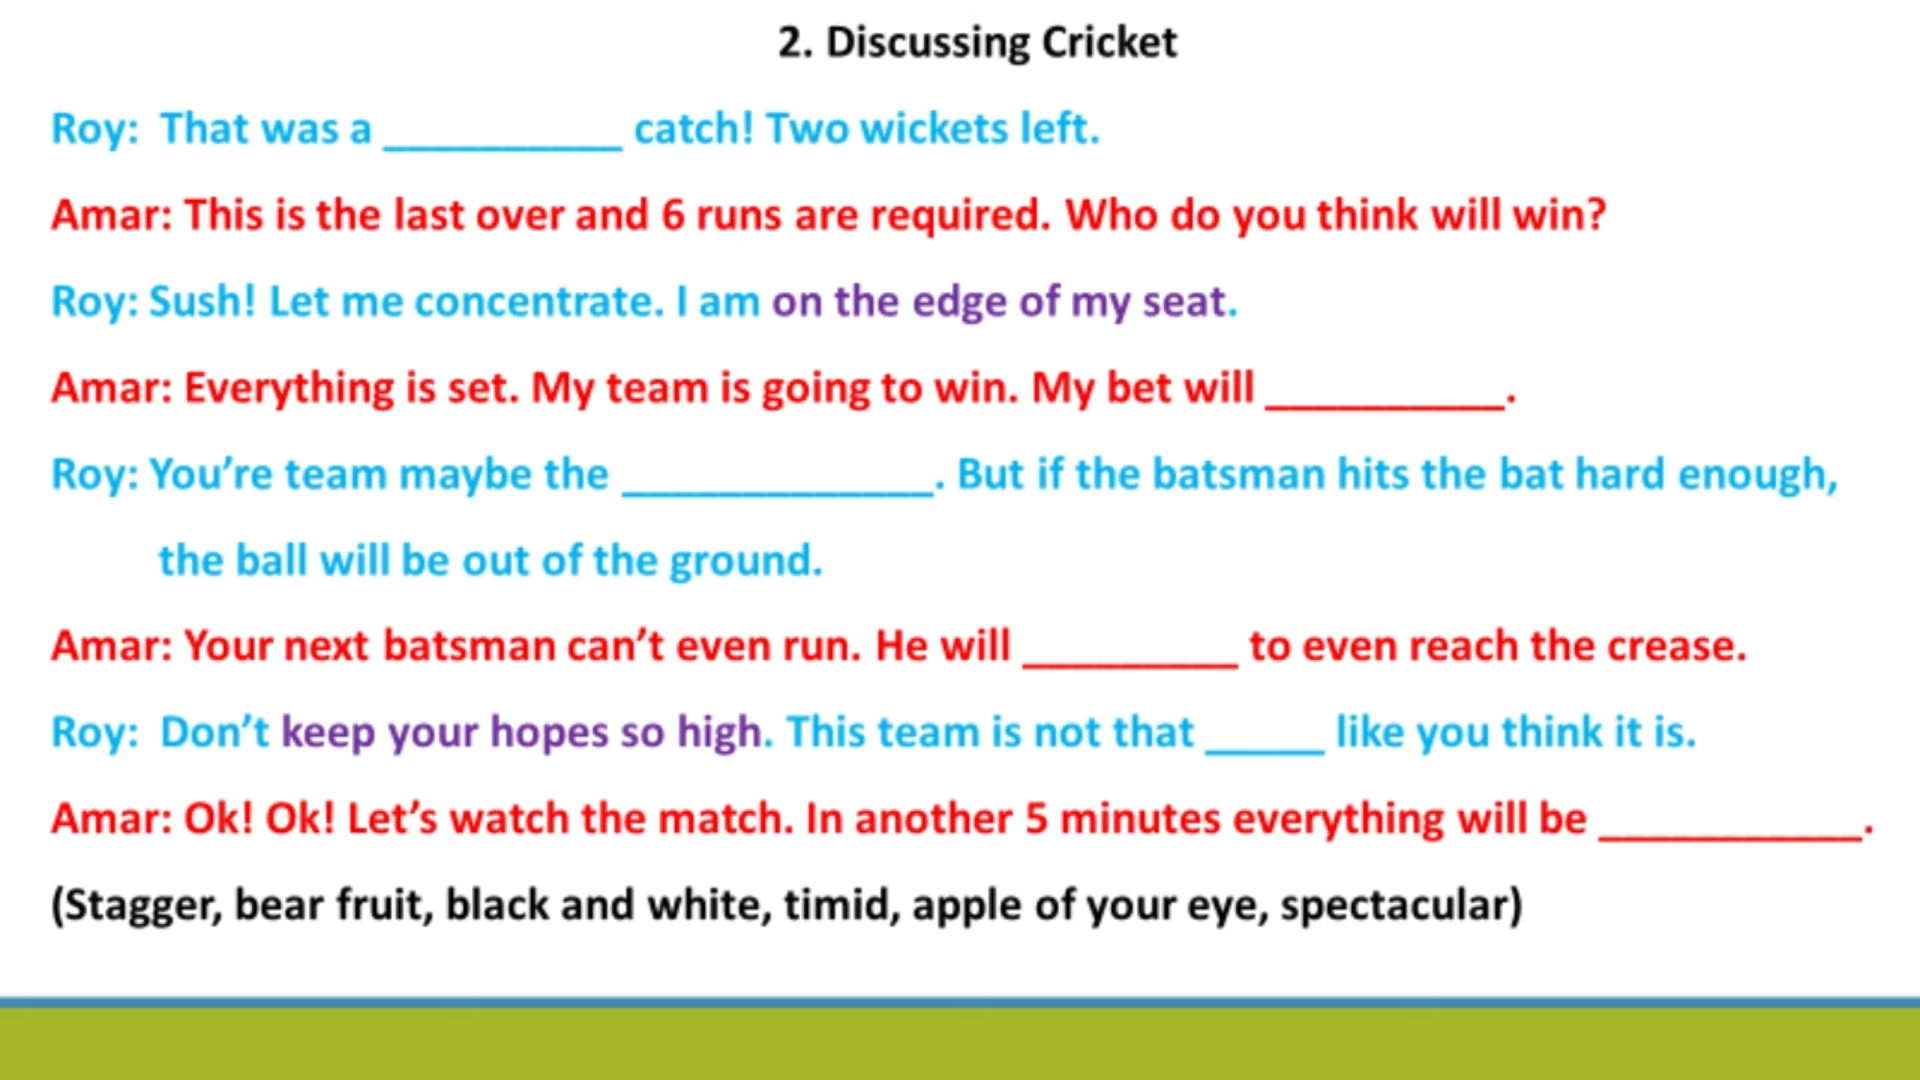 2. Discussing Cricket
Roy: That was a __________ catch! Two wickets left.
Amar: This is the last over and 6 runs are required. Who do you think will win?
Roy: Sush! Let me concentrate. I am on the edge of my seat.
Amar: Everything is set. My team is going to win. My bet will __________.
Roy: You’re team maybe the _____________. But if the batsman hits the bat hard enough,
the ball will be out of the ground.
Amar: Your next batsman can’t even run. He will _________ to even reach the crease.
Roy: Don’t keep your hopes so high. This team is not that _____ like you think it is.
Amar: Ok! Ok! Let’s watch the match. In another 5 minutes everything will be ___________.
(Stagger, bear fruit, black and white, timid, apple of your eye, spectacular)